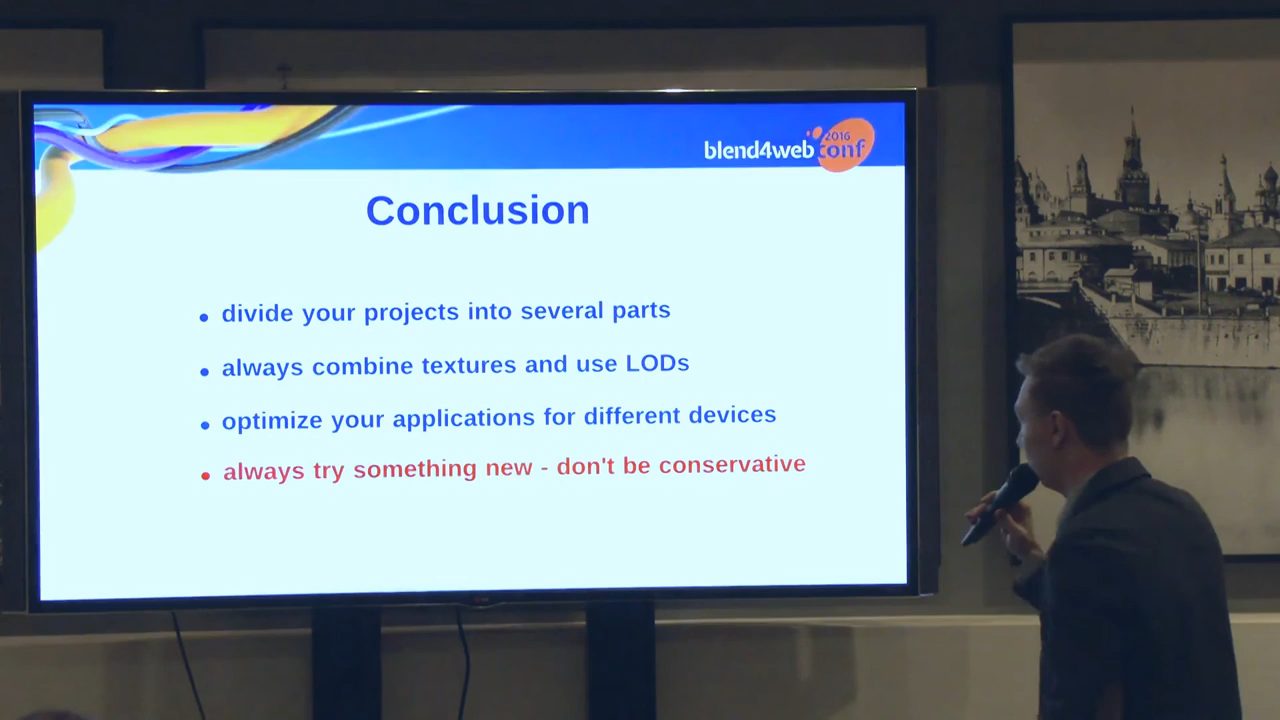 blend4web
2016
conf
Conclusion
• divide your projects into several parts
• always combine textures and use LODs
• optimize your applications for different devices
• always try something new - don't be conservative